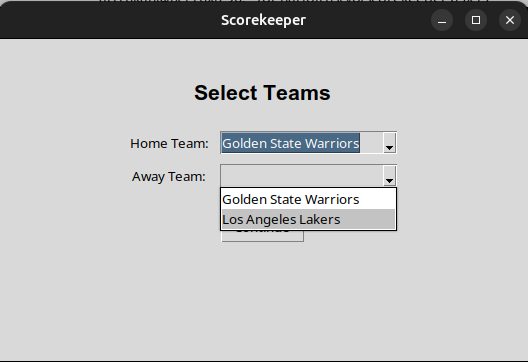 Scorekeeper
Select Teams
Home Team: Golden State Warriors
Away Team:
Golden State Warriors
Los Angeles Lakers